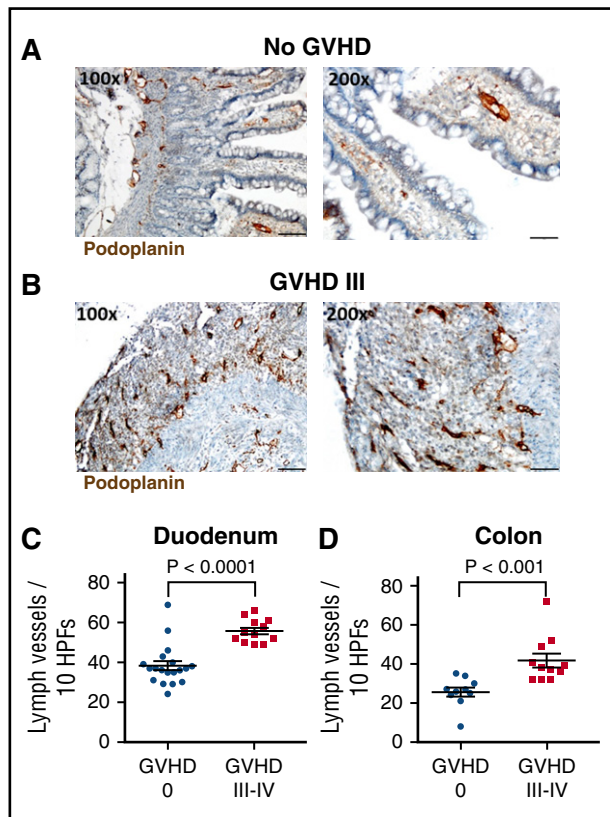 A
No GVHD
100x
200x
Podoplanin
B
GVHD III
100x
200x
Podoplanin
C
Duodenum
P < 0.0001
Lymph vessels /
10 HPFs
80
60
40
20
0
GVHD
0
GVHD
III-IV
D
Colon
P < 0.001
Lymph vessels /
10 HPFs
80
60
40
20
0
GVHD
0
GVHD
III-IV